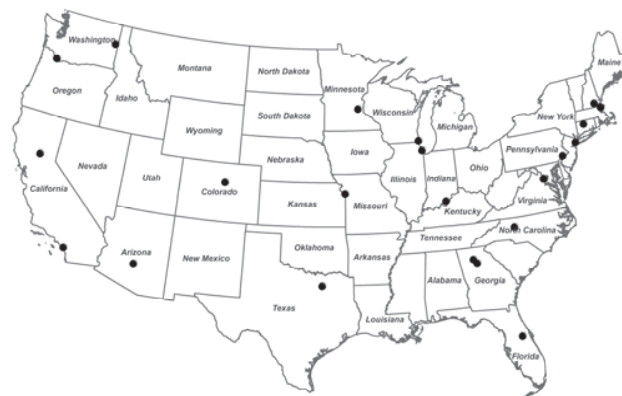 Washington
Maine
Montana
North Dakota
Minnesota
Oregon
Idaho
Wisconsin
New York
Michigan
South Dakota
Wyoming
Iowa
Pennsylvania
Nebraska
Ohio
Nevada
Illinois
Indiana
Utah
Colorado
California
Virginia
Kansas
Missouri
Kentucky
North Carolina
Tennessee
Oklahoma
Arizona
New Mexico
Arkansas
Alabama
Georgia
Texas
Louisiana
Florida